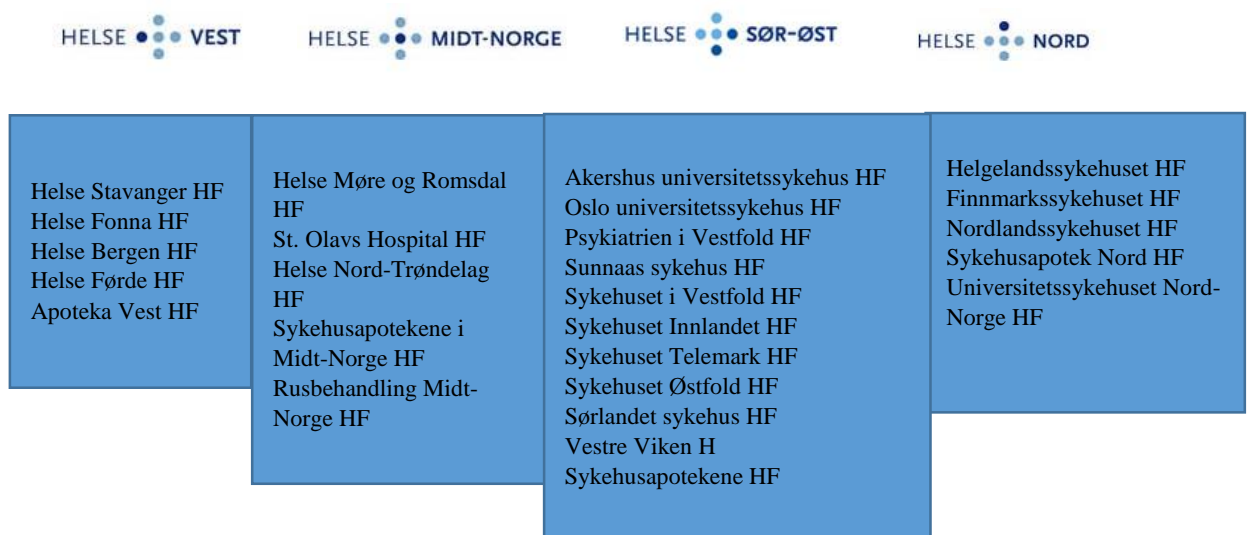 HELSE VEST
HELSE MIDT-NORGE
HELSE SØR-ØST
HELSE NORD
Helse Stavanger HF
Helse Fonna HF
Helse Bergen HF
Helse Førde HF
Apoteka Vest HF
Helse Møre og Romsdal
HF
St. Olavs Hospital HF
Helse Nord-Trøndelag
HF
Sykehusapotekene i
Midt-Norge HF
Rusbehandling Midt-
Norge HF
Akershus universitetssykehus HF
Oslo universitetssykehus HF
Psykiatrien i Vestfold HF
Sunnaas sykehus HF
Sykehuset i Vestfold HF
Sykehuset Innlandet HF
Sykehuset Telemark HF
Sykehuset Østfold HF
Sørlandet sykehus HF
Vestre Viken H
Sykehusapotekene HF
Helgelandssykehuset HF
Finnmarkssykehuset HF
Nordlandssykehuset HF
Sykehusapotek Nord HF
Universitetssykehuset Nord-
Norge HF